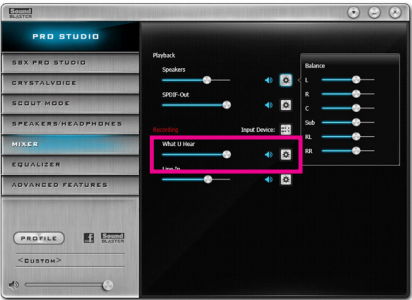 Sound
BLASTER
PRO STUDIO
SBX PRO STUDIO
CRYSTALVOICE
SCOUT MODE
SPEAKERS/HEADPHONES
MIXER
EQUALIZER
ADVANCED FEATURES
PROFILE
Sound
BLASTER
<Custom>
Playback
Speakers
SPDIF-Out
Recording
Input Device:
What U Hear
Line In
Balance
L
R
C
Sub
RL
RR